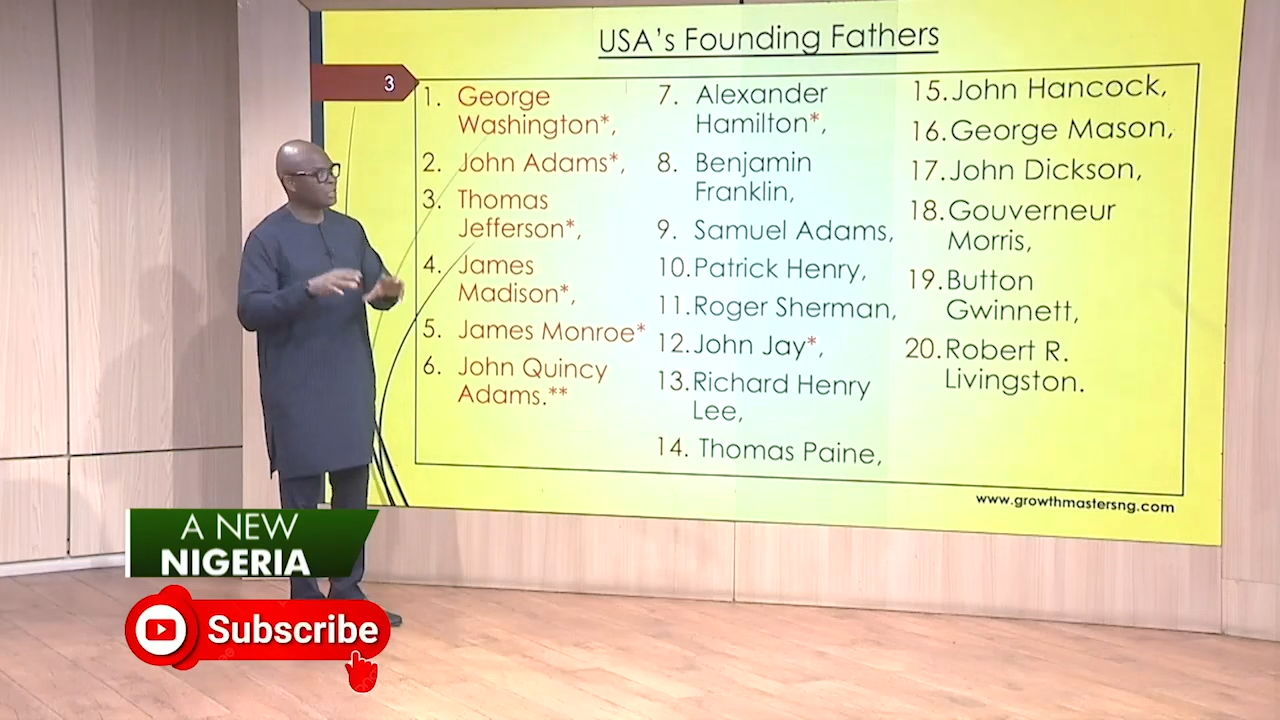 USA's Founding Fathers
3
1. George
Washington*,
2. John Adams*,
3. Thomas
Jefferson*,
4. James
Madison*,
5. James Monroe*
6. John Quincy
Adams.**
7. Alexander
Hamilton*,
8. Benjamin
Franklin,
9. Samuel Adams,
10. Patrick Henry,
11. Roger Sherman,
12. John Jay*,
13. Richard Henry
Lee,
14. Thomas Paine,
15. John Hancock,
16. George Mason,
17. John Dickson,
18. Gouverneur
Morris,
19. Button
Gwinnett,
20. Robert R.
Livingston.
www.growthmastersng.com
A NEW
NIGERIA
Subscribe